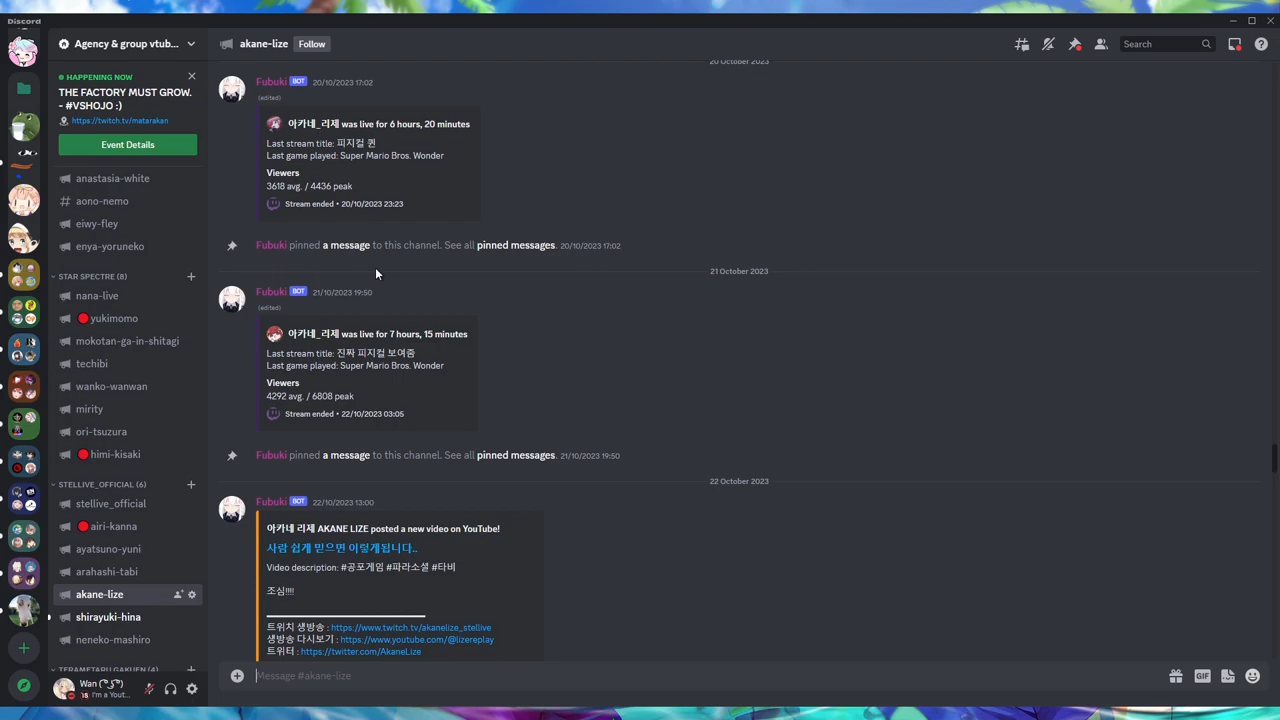 Discord
Agency & group vtub...
HAPPENING NOW
THE FACTORY MUST GROW.
- #VSHOJO :)
https://twitch.tv/matarakan
Event Details
anastasia-white
aono-nemo
eiwy-fley
enya-yoruneko
STAR SPECTRE (8)
nana-live
yukimomo
mokotan-ga-in-shitagi
techibi
wanko-wanwan
mirity
ori-tsuzura
himi-kisaki
STELLIVE_OFFICIAL (6)
stellive_official
airi-kanna
ayatsuno-yuni
arahashi-tabi
akane-lize
shirayuki-hina
neneko-mashiro
TERAMETARU GAKUEN (4)
Wan ( ͡° ͜ʖ ͡°)
I'm a Yout...
akane-lize
Follow
Search
20 October 2023
Fubuki BOT 20/10/2023 17:02
(edited)
아카네_리제 was live for 6 hours, 20 minutes
Last stream title: 피지컬 퀸
Last game played: Super Mario Bros. Wonder
Viewers
3618 avg. / 4436 peak
Stream ended • 20/10/2023 23:23
Fubuki pinned a message to this channel. See all pinned messages. 20/10/2023 17:02
21 October 2023
Fubuki BOT 21/10/2023 19:50
(edited)
아카네_리제 was live for 7 hours, 15 minutes
Last stream title: 진짜 피지컬 보여줌
Last game played: Super Mario Bros. Wonder
Viewers
4292 avg. / 6808 peak
Stream ended • 22/10/2023 03:05
Fubuki pinned a message to this channel. See all pinned messages. 21/10/2023 19:50
22 October 2023
Fubuki BOT 22/10/2023 13:00
아카네 리제 AKANE LIZE posted a new video on YouTube!
사람 쉽게 믿으면 이렇게됩니다..
Video description: #공포게임 #파라소셜 #타비
조심!!!!
트위치 생방송 : https://www.twitch.tv/akanelize_stellive
생방송 다시보기 : https://www.youtube.com/@lizereplay
트위터 : https://twitter.com/AkaneLize
Message #akane-lize
GIF